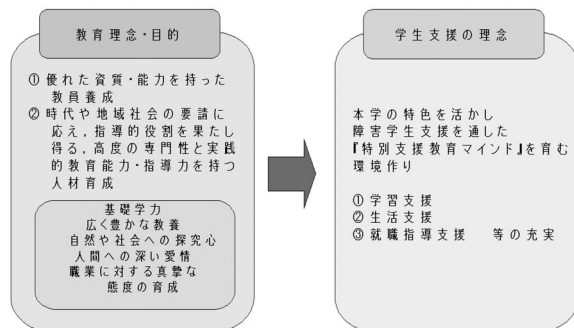 教育理念・目的
① 優れた資質・能力を持った
教員養成
② 時代や地域社会の要請に
応え,指導的役割を果たし
得る,高度の専門性と実践
的教育能力・指導力を持つ
人材育成
基礎学力
広く豊かな教養
自然や社会への探究心
人間への深い愛情
職業に対する真摯な
態度の育成
学生支援の理念
本学の特色を活かし
障害学生支援を通した
『特別支援教育マインド』を育む
環境作り
① 学習支援
② 生活支援
③ 就職指導支援　等の充実